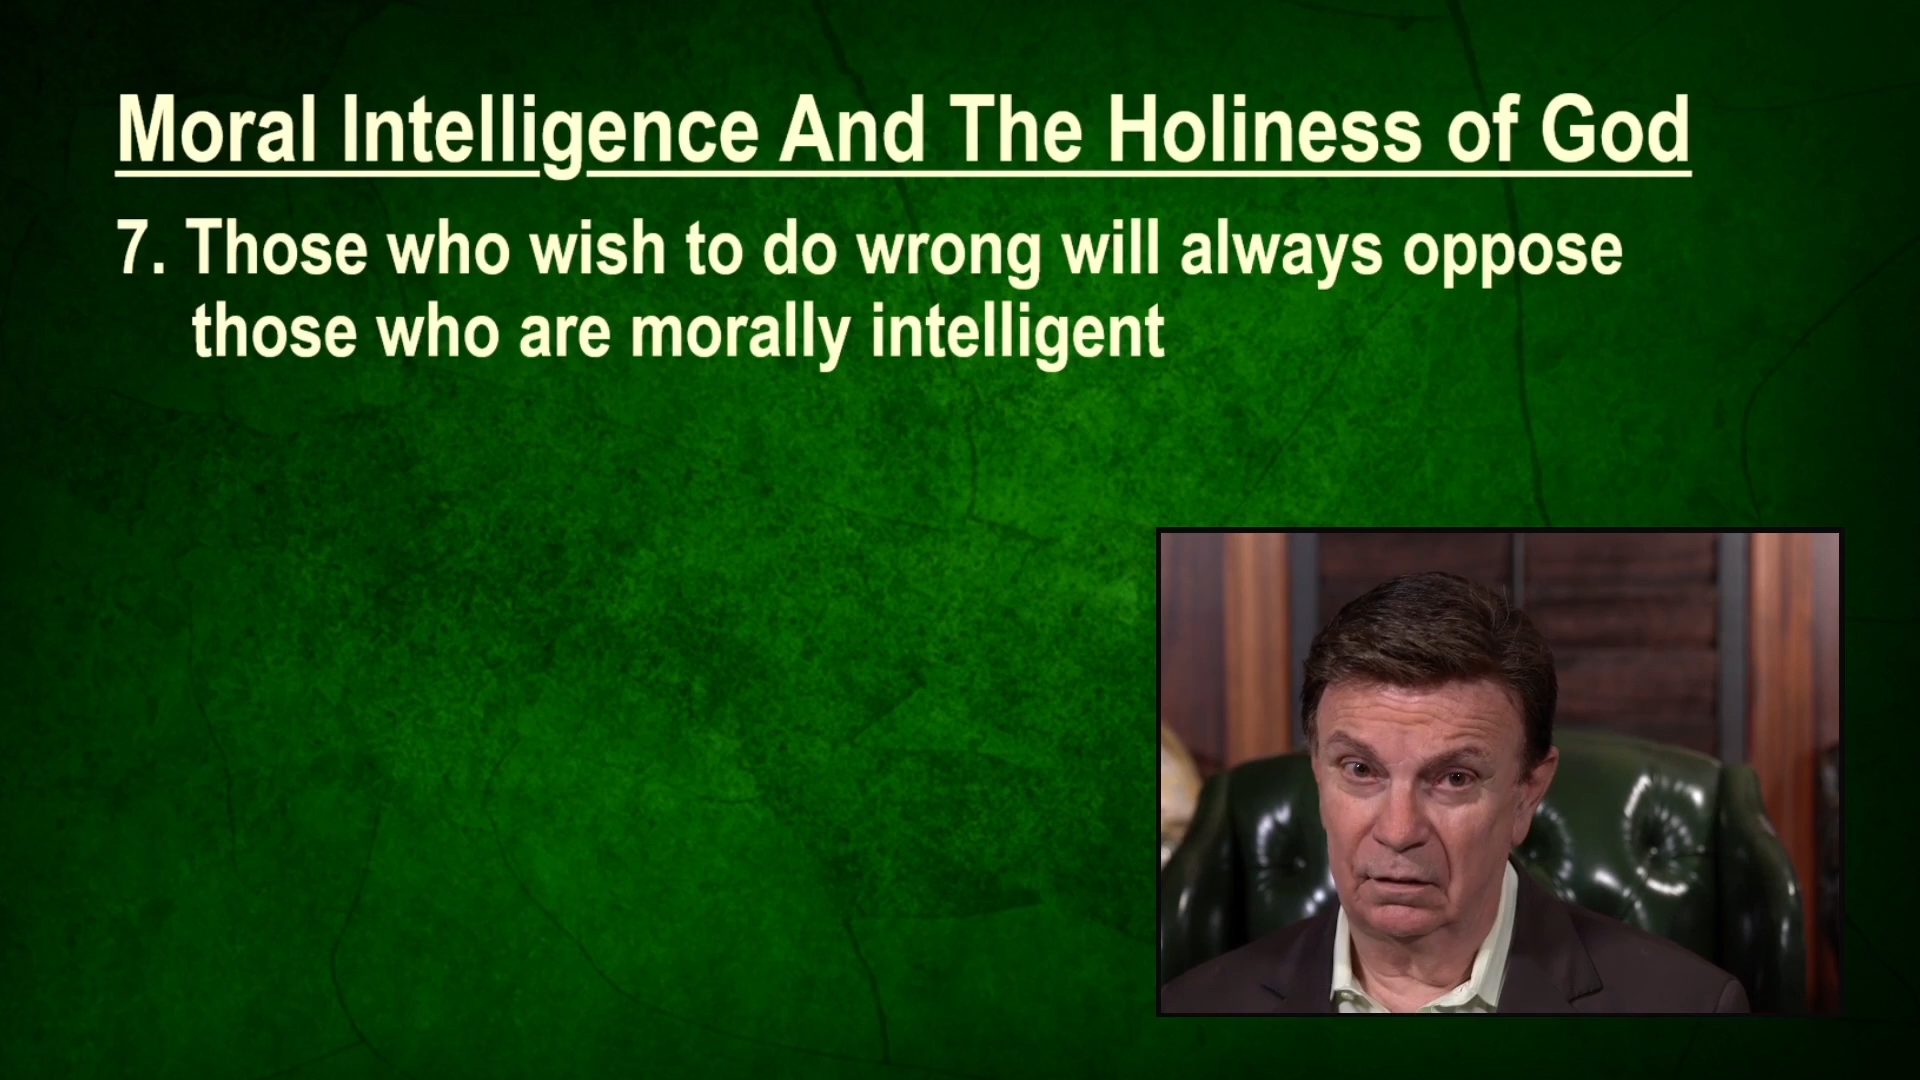 Moral Intelligence And The Holiness of God
7. Those who wish to do wrong will always oppose
those who are morally intelligent